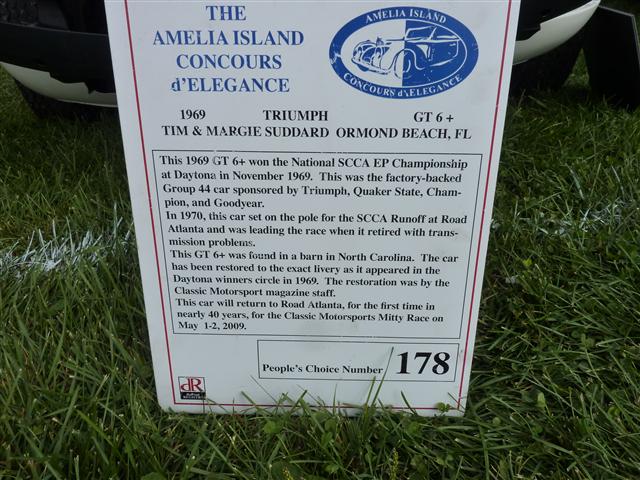 THE
AMELIA ISLAND
CONCOURS
d'ELEGANCE
AMELIA ISLAND
CONCOURS d'ELEGANCE
1969 TRIUMPH GT 6 +
TIM & MARGIE SUDDARD ORMOND BEACH, FL
This 1969 GT 6+ won the National SCCA EP Championship
at Daytona in November 1969. This was the factory-backed
Group 44 car sponsored by Triumph, Quaker State, Cham-
pion, and Goodyear.
In 1970, this car set on the pole for the SCCA Runoff at Road
Atlanta and was leading the race when it retired with trans-
mission problems.
This GT 6+ was found in a barn in North Carolina. The car
has been restored to the exact livery as it appeared in the
Daytona winners circle in 1969. The restoration was by the
Classic Motorsport magazine staff.
This car will return to Road Atlanta, for the first time in
nearly 40 years, for the Classic Motorsports Mitty Race on
May 1-2, 2009.
People's Choice Number 178
dR